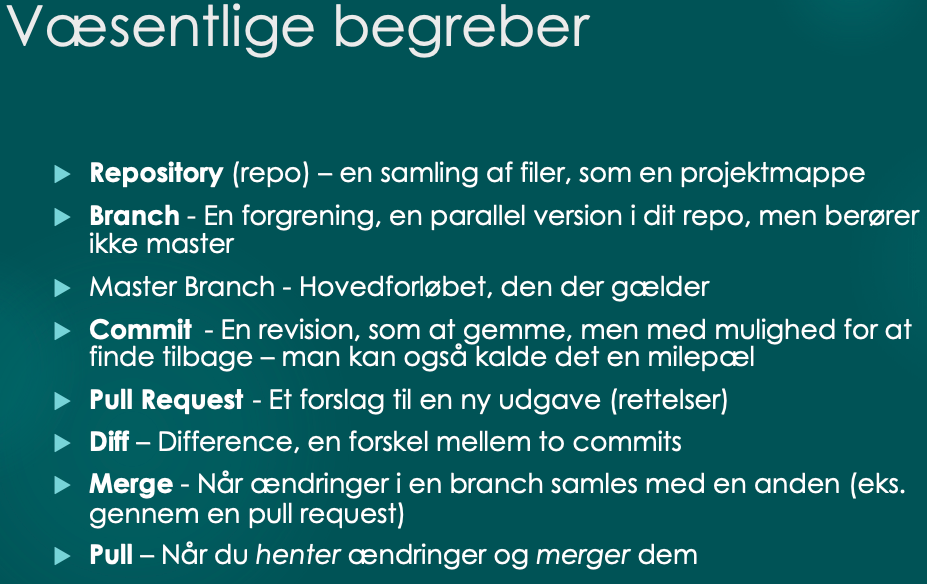 Væsentlige begreber
Repository (repo) – en samling af filer, som en projektmappe
Branch - En forgrening, en parallel version i dit repo, men berører
ikke master
Master Branch - Hovedforløbet, den der gælder
Commit - En revision, som at gemme, men med mulighed for at
finde tilbage – man kan også kalde det en milepæl
Pull Request - Et forslag til en ny udgave (rettelser)
Diff – Difference, en forskel mellem to commits
Merge - Når ændringer i en branch samles med en anden (eks.
gennem en pull request)
Pull – Når du henter ændringer og merger dem